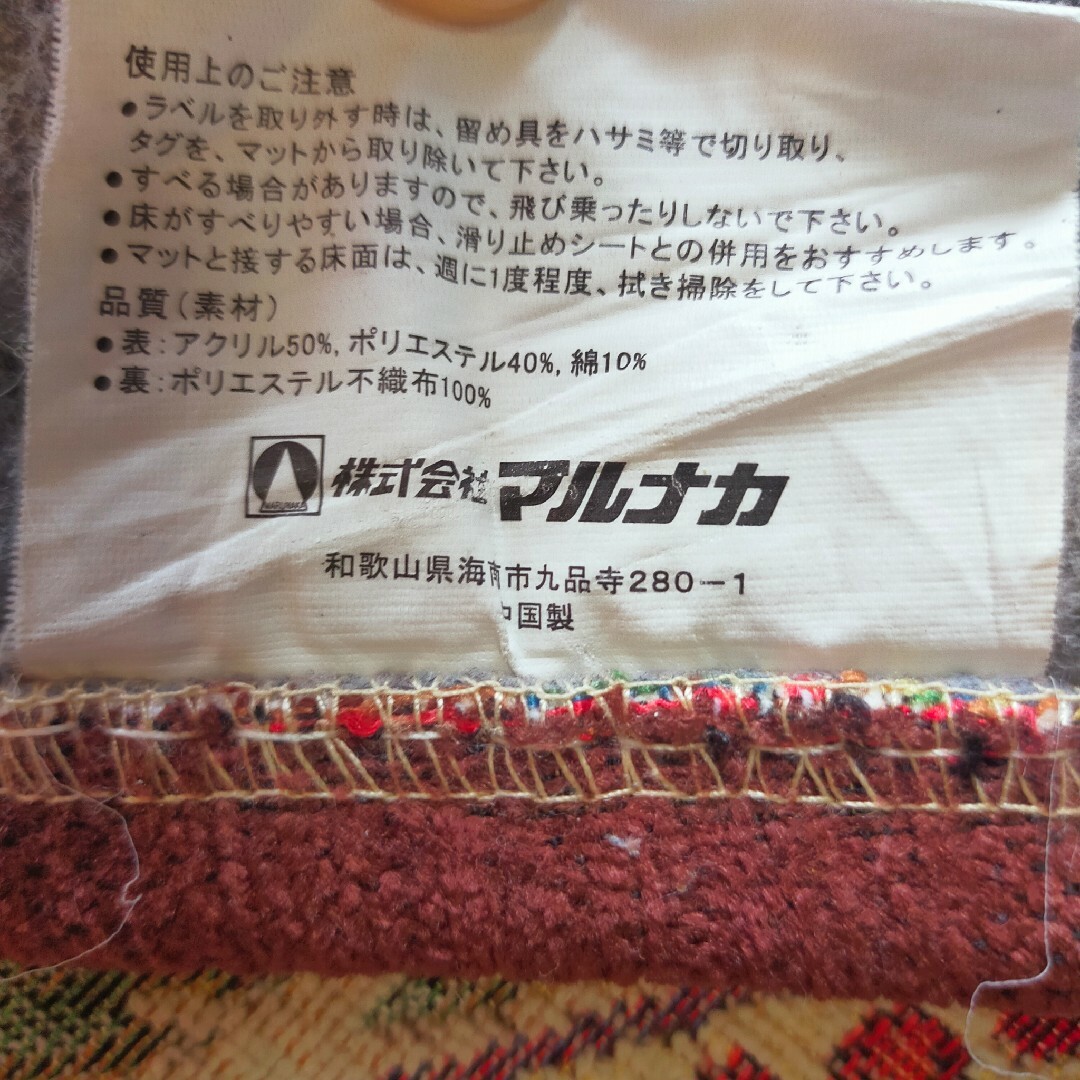 使用上のご注意
●ラベルを取り外す時は、留め具をハサミ等で切り取り、
タグを、マットから取り除いて下さい。
●すべる場合がありますので、飛び乗ったりしないで下さい。
●床がすべりやすい場合、滑り止めシートとの併用をおすすめします。
●マットと接する床面は、週に1度程度、拭き掃除をして下さい。
品質(素材)
●表:アクリル50%,ポリエステル40%,綿10%
●裏:ポリエステル不織布100%
MARUNAKA
株式会社マルナカ
和歌山県海南市九品寺280-1
中国製